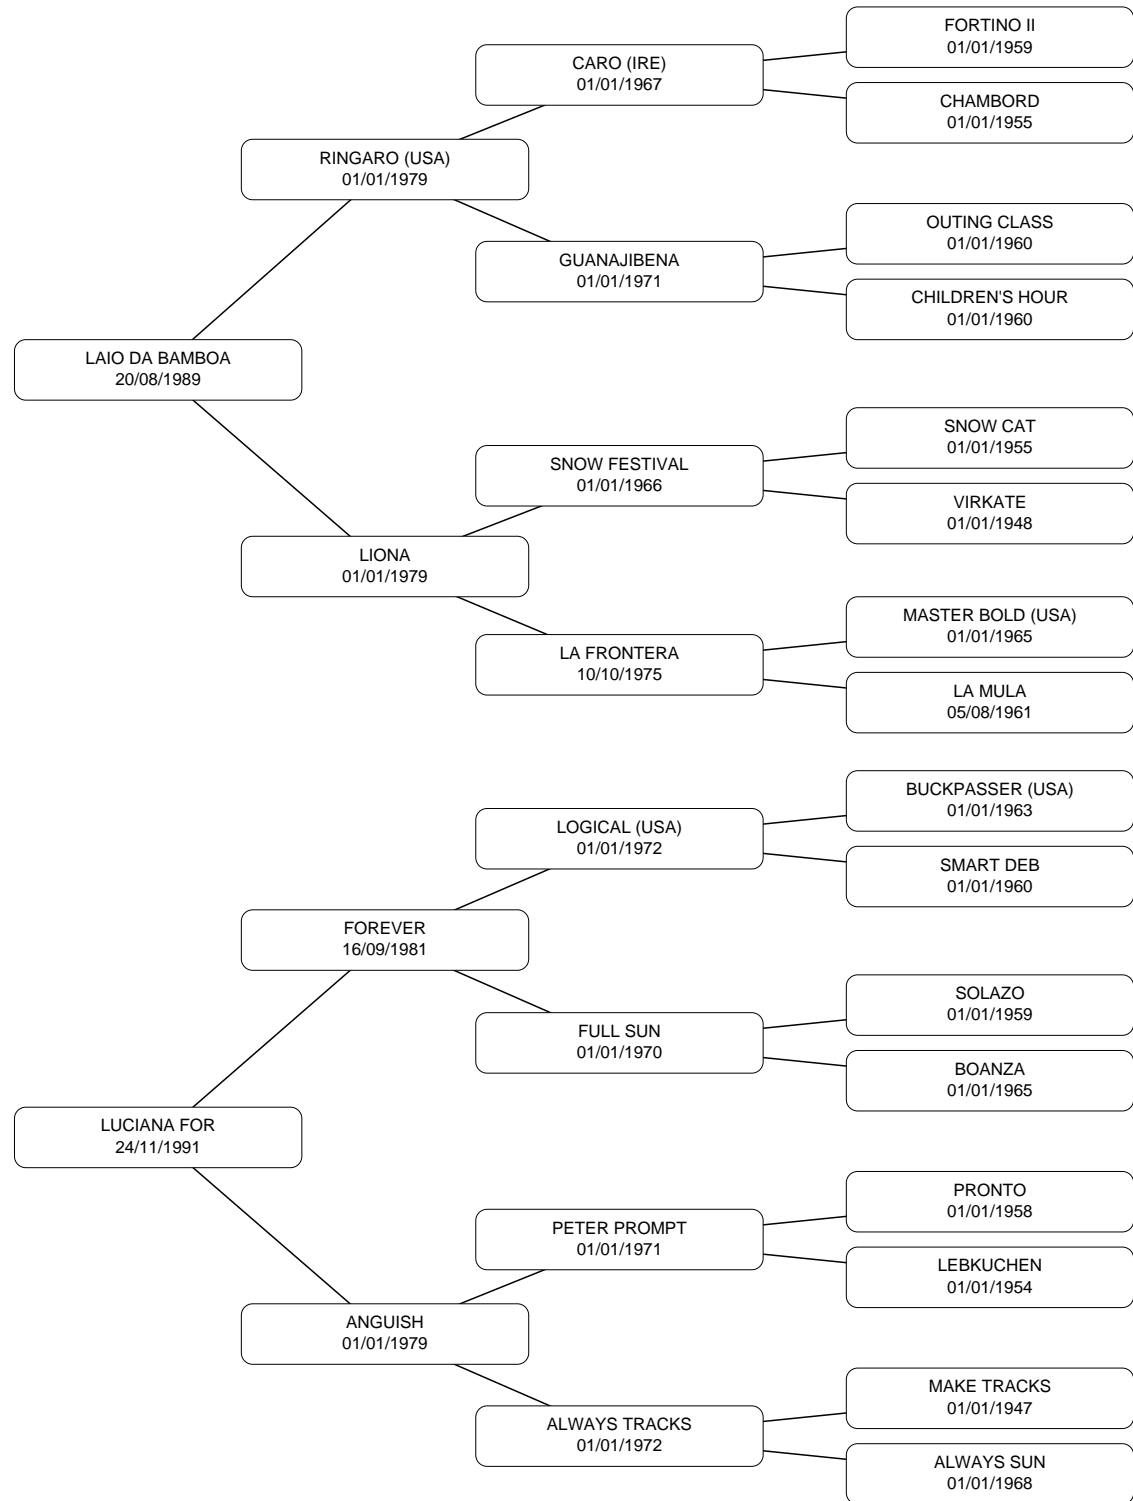 FORTINO II
01/01/1959
CARO (IRE)
01/01/1967
CHAMBORD
01/01/1955
RINGARO (USA)
01/01/1979
OUTING CLASS
01/01/1960
GUANAJIBENA
01/01/1971
CHILDREN'S HOUR
01/01/1960
LAIO DA BAMBOA
20/08/1989
SNOW CAT
01/01/1955
SNOW FESTIVAL
01/01/1966
VIRKATE
01/01/1948
LIONA
01/01/1979
MASTER BOLD (USA)
01/01/1965
LA FRONTERA
10/10/1975
LA MULA
05/08/1961
BUCKPASSER (USA)
01/01/1963
LOGICAL (USA)
01/01/1972
SMART DEB
01/01/1960
FOREVER
16/09/1981
SOLAZO
01/01/1959
FULL SUN
01/01/1970
BOANZA
01/01/1965
LUCIANA FOR
24/11/1991
PRONTO
01/01/1958
PETER PROMPT
01/01/1971
LEBKUCHEN
01/01/1954
ANGUISH
01/01/1979
MAKE TRACKS
01/01/1947
ALWAYS TRACKS
01/01/1972
ALWAYS SUN
01/01/1968